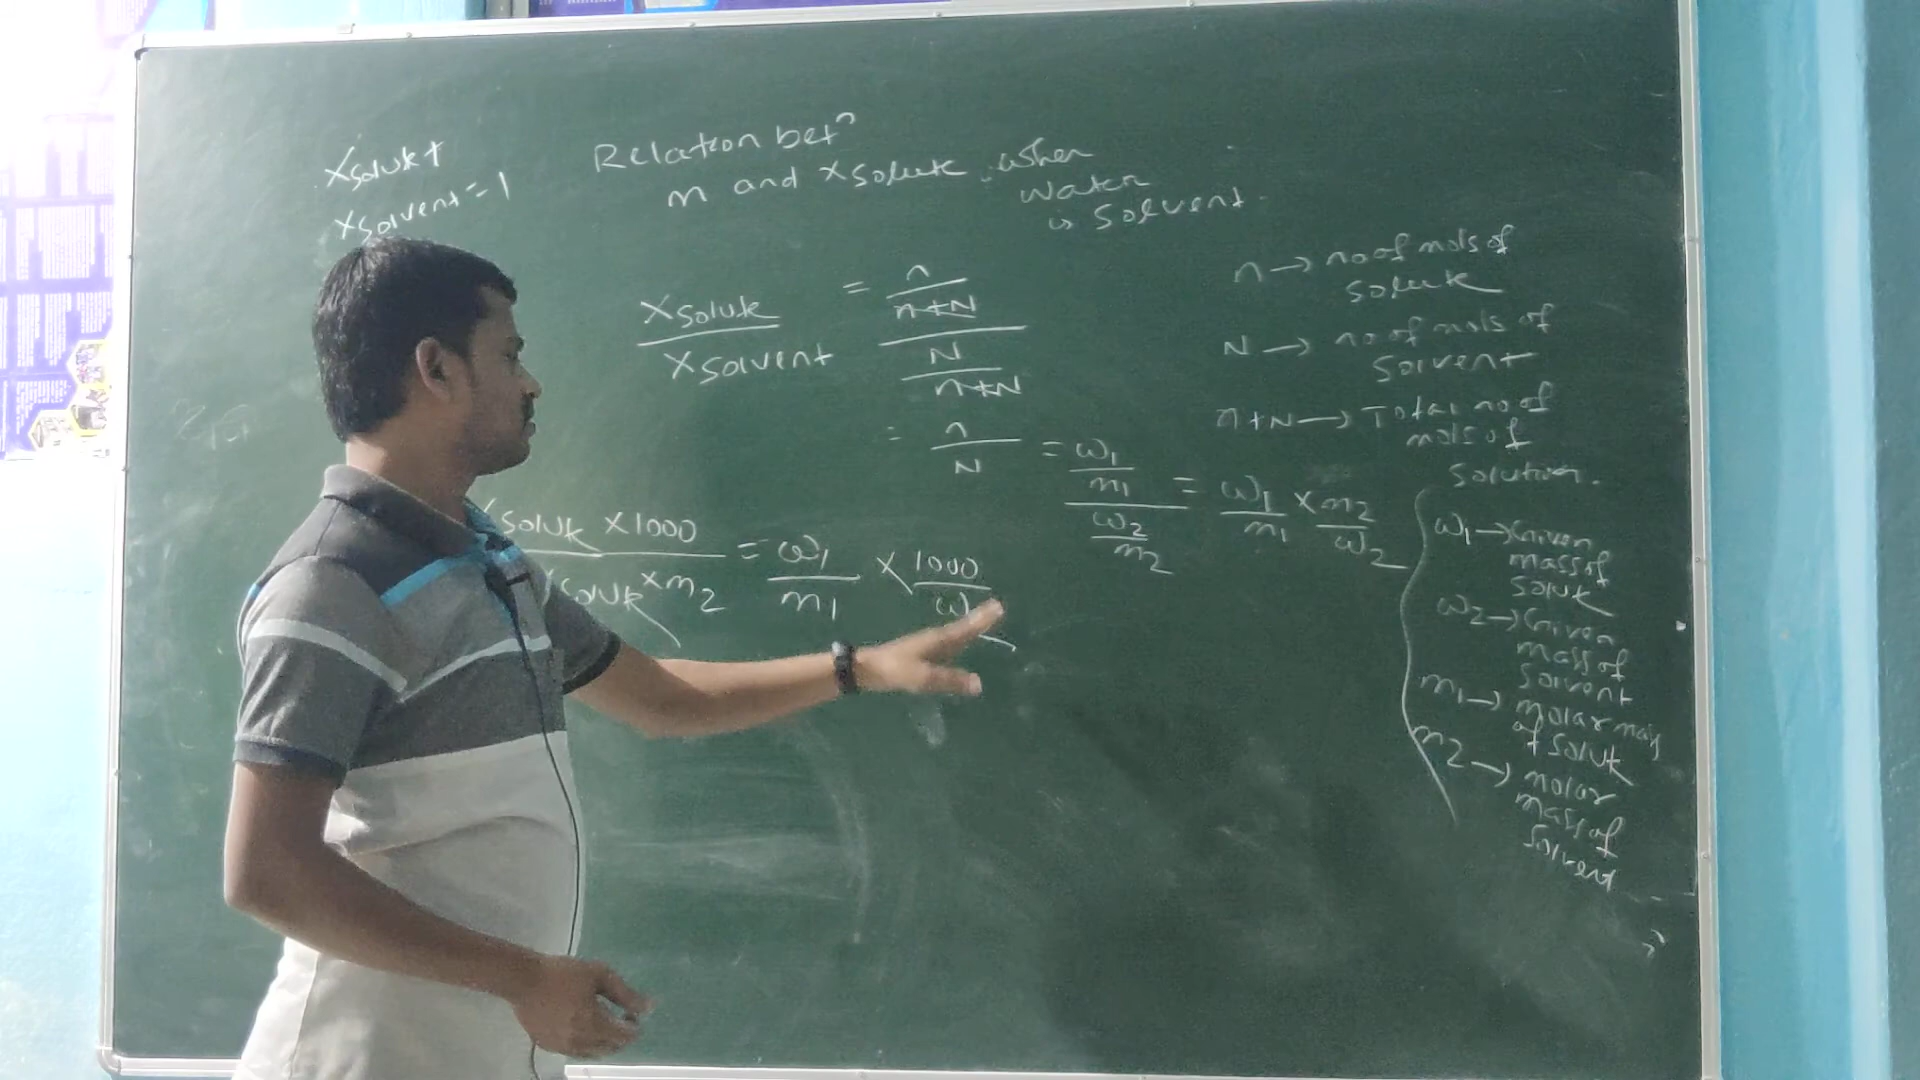 Xsolute +
Xsolvent = 1
Relation betn
m and Xsolute, when
water
is solvent.
Xsolute / Xsolvent = n/n+N / N/n+N
= n/N = ω1/m1 / ω2/m2 = ω1/m1 × m2/ω2
solute × 1000 / solute × m2 = ω1/m1 × 1000/ω
n → no of mols of
solute
N → no of mols of
solvent
n+N → Total no of
mols of
solution.
ω1 → Given
mass of
solute
ω2 → Given
mass of
solvent
m1 → molar mass
of solute
m2 → molar
mass of
solvent